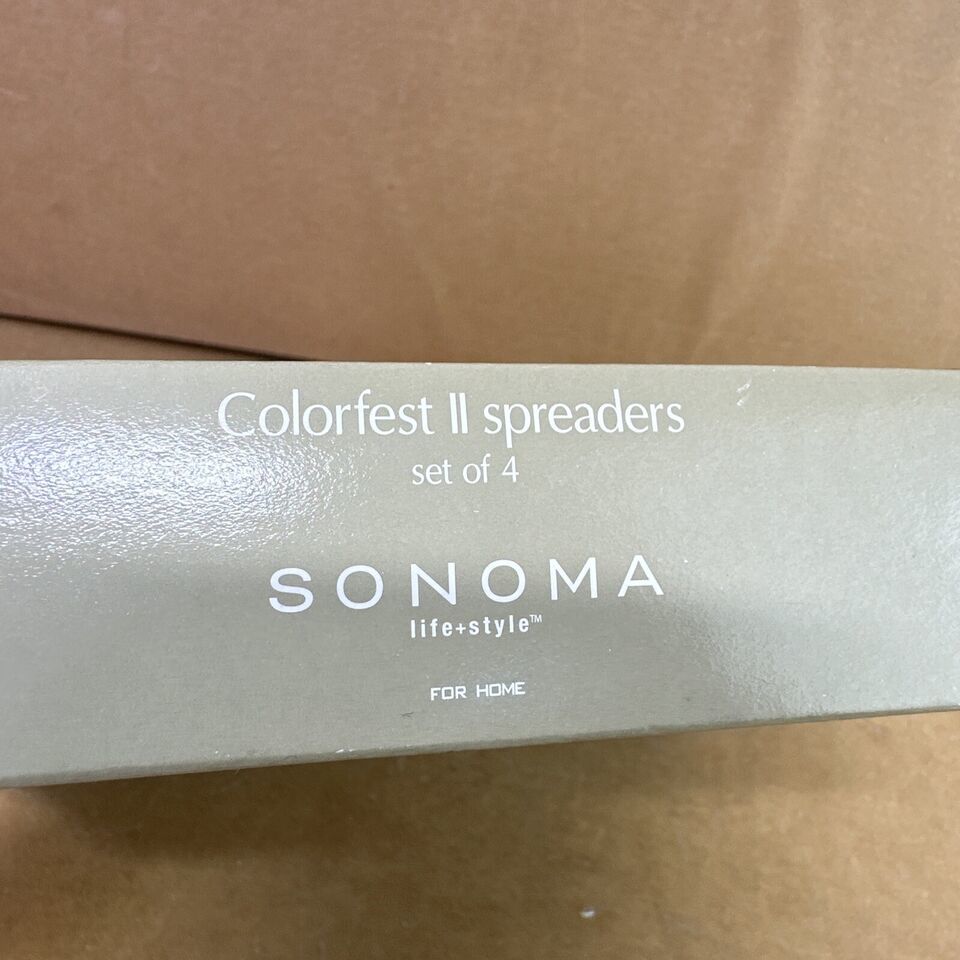 Colorfest II spreaders
set of 4
SONOMA
life+style™
FOR HOME